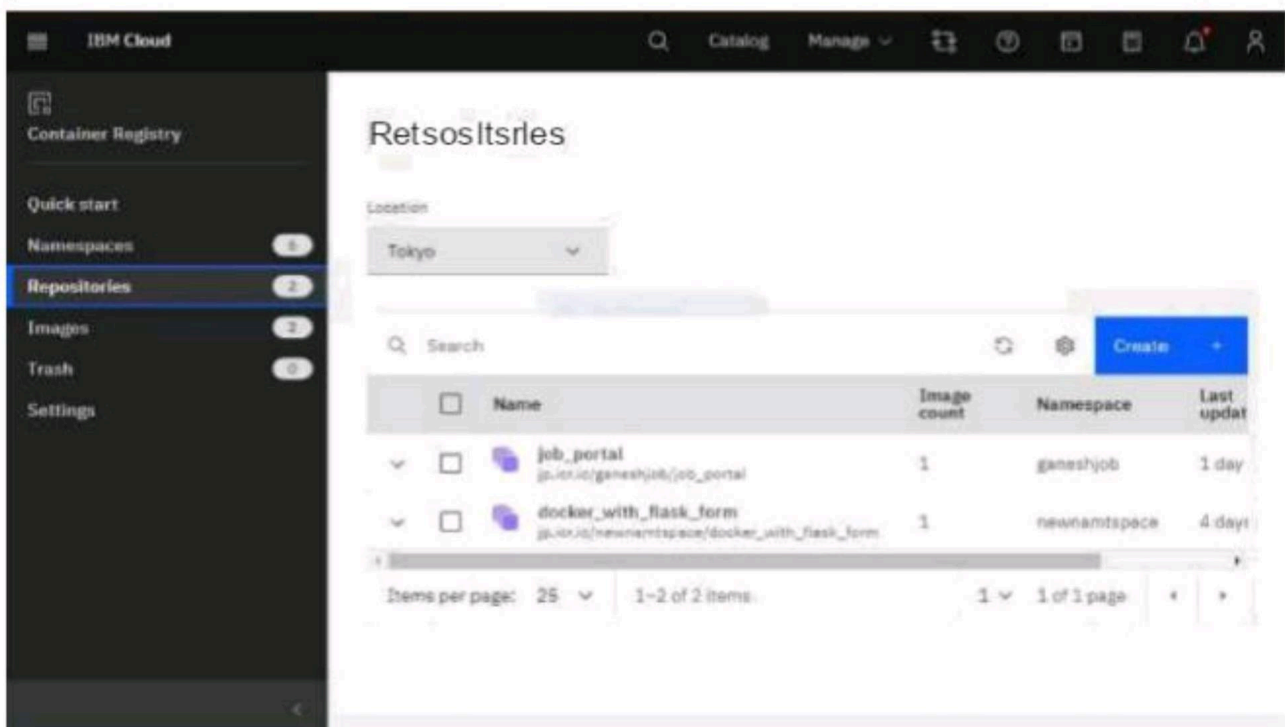 IBM Cloud
Catalog
Manage
Container Registry
Quick start
Namespaces 6
Repositories 2
Images 2
Trash 0
Settings
RetsosItsrles
Location
Tokyo
Search
Create +
Name
Image count
Namespace
Last updat
job_portal
jp.icr.io/ganeshjob/job_portal
1
ganeshjob
1 day
docker_with_flask_form
jp.icr.io/newnamtspace/docker_with_flask_form
1
newnamtspace
4 days
Items per page: 25
1–2 of 2 items
1
1 of 1 page